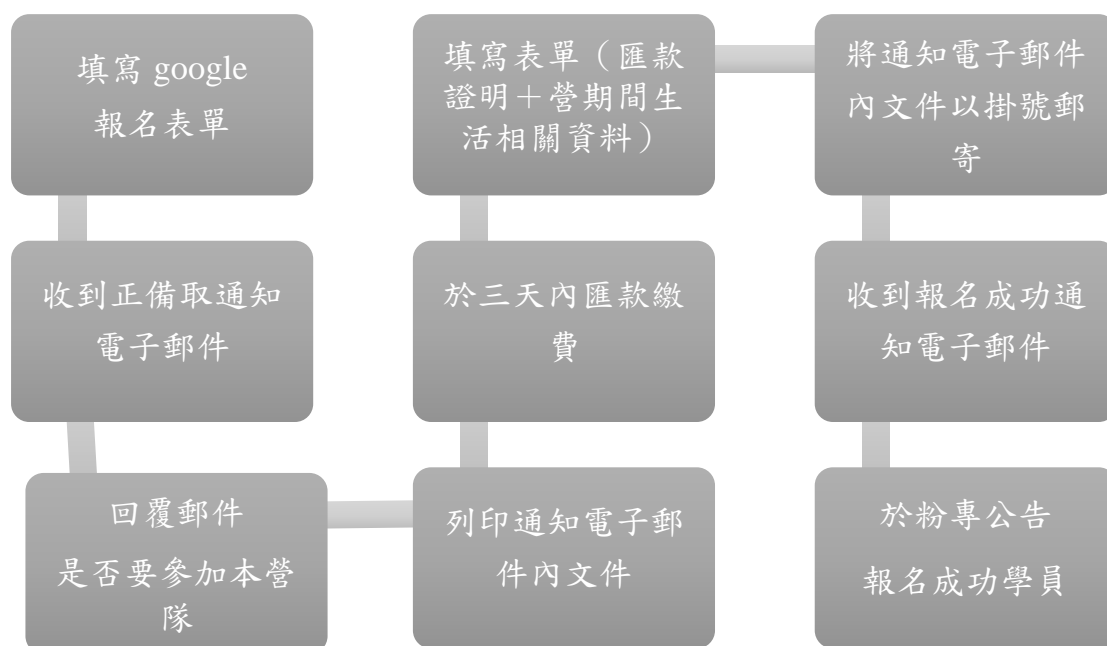 填寫 google
報名表單
收到正備取通知
電子郵件
回覆郵件
是否要參加本營
隊
列印通知電子郵
件內文件
於三天內匯款繳
費
填寫表單（匯款
證明＋營期間生
活相關資料）
將通知電子郵件
內文件以掛號郵
寄
收到報名成功通
知電子郵件
於粉專公告
報名成功學員